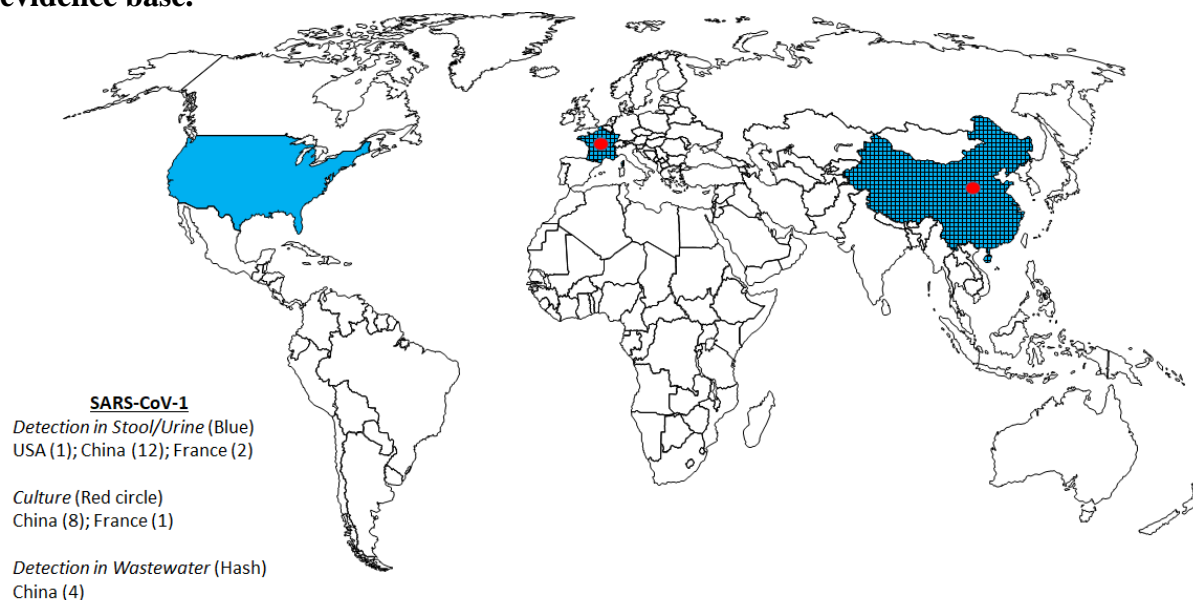 evidence base.
SARS-CoV-1
Detection in Stool/Urine (Blue)
USA (1); China (12); France (2)
Culture (Red circle)
China (8); France (1)
Detection in Wastewater (Hash)
China (4)